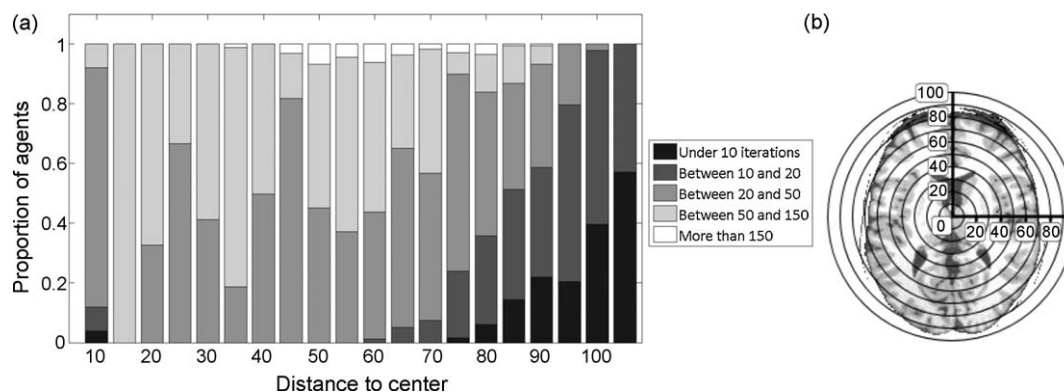 (a)
1
0.8
0.6
0.4
0.2
0
Proportion of agents
10 20 30 40 50 60 70 80 90 100
Distance to center
Under 10 iterations
Between 10 and 20
Between 20 and 50
Between 50 and 150
More than 150
(b)
100
80
60
40
20
0
20 40 60 80